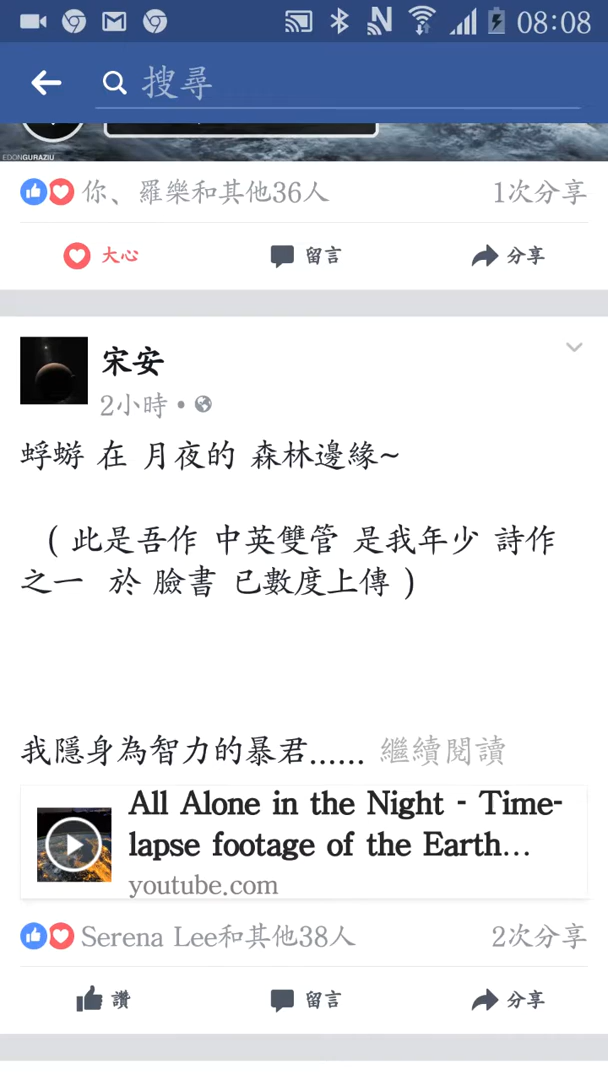 08:08
搜尋
EDONGURAZIU
你、羅樂和其他36人 1次分享
大心 留言 分享
宋安
2小時
蜉蝣 在 月夜的 森林邊緣~
( 此是吾作 中英雙管 是我年少 詩作
之一 於 臉書 已數度上傳 )
我隱身為智力的暴君...... 繼續閱讀
All Alone in the Night - Time-
lapse footage of the Earth...
youtube.com
Serena Lee和其他38人 2次分享
讚 留言 分享